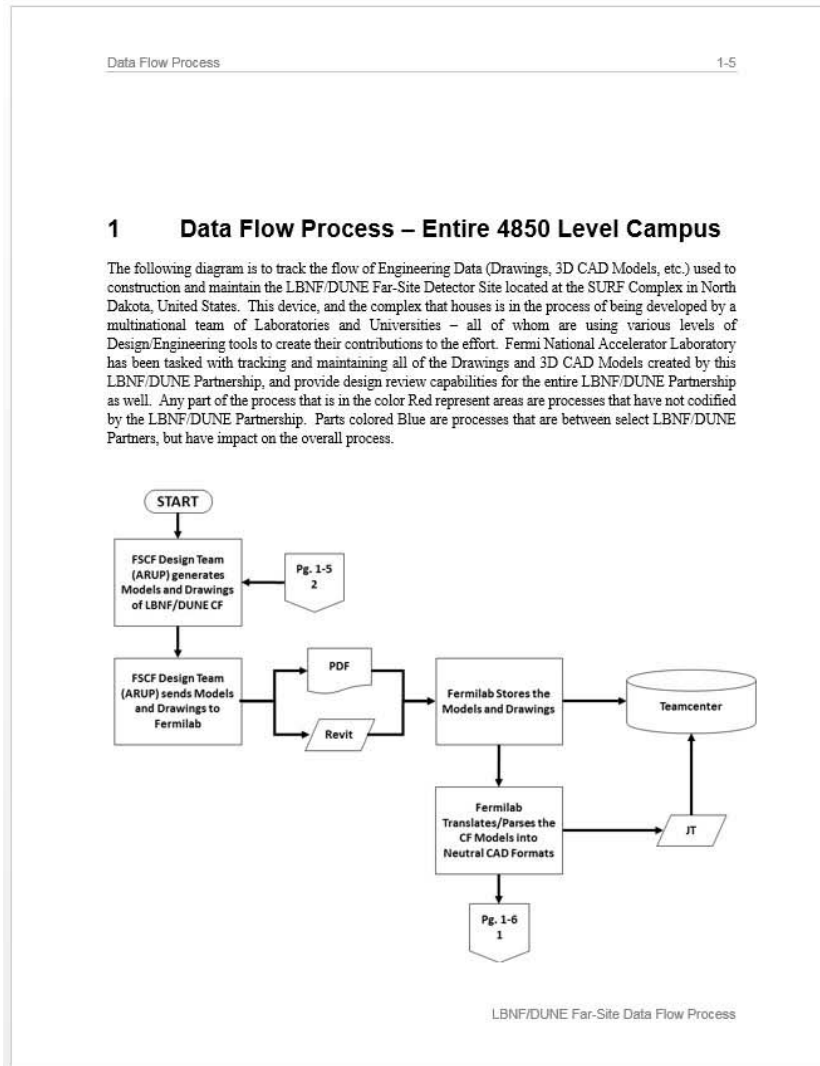 Data Flow Process 1-5
1 Data Flow Process – Entire 4850 Level Campus
The following diagram is to track the flow of Engineering Data (Drawings, 3D CAD Models, etc.) used to
construction and maintain the LBNF/DUNE Far-Site Detector Site located at the SURF Complex in North
Dakota, United States. This device, and the complex that houses is in the process of being developed by a
multinational team of Laboratories and Universities – all of whom are using various levels of
Design/Engineering tools to create their contributions to the effort. Fermi National Accelerator Laboratory
has been tasked with tracking and maintaining all of the Drawings and 3D CAD Models created by this
LBNF/DUNE Partnership, and provide design review capabilities for the entire LBNF/DUNE Partnership
as well. Any part of the process that is in the color Red represent areas are processes that have not codified
by the LBNF/DUNE Partnership. Parts colored Blue are processes that are between select LBNF/DUNE
Partners, but have impact on the overall process.
START
FSCF Design Team
(ARUP) generates
Models and Drawings
of LBNF/DUNE CF
Pg. 1-5
2
FSCF Design Team
(ARUP) sends Models
and Drawings to
Fermilab
PDF
Revit
Fermilab Stores the
Models and Drawings
Teamcenter
Fermilab
Translates/Parses the
CF Models into
Neutral CAD Formats
JT
Pg. 1-6
1
LBNF/DUNE Far-Site Data Flow Process